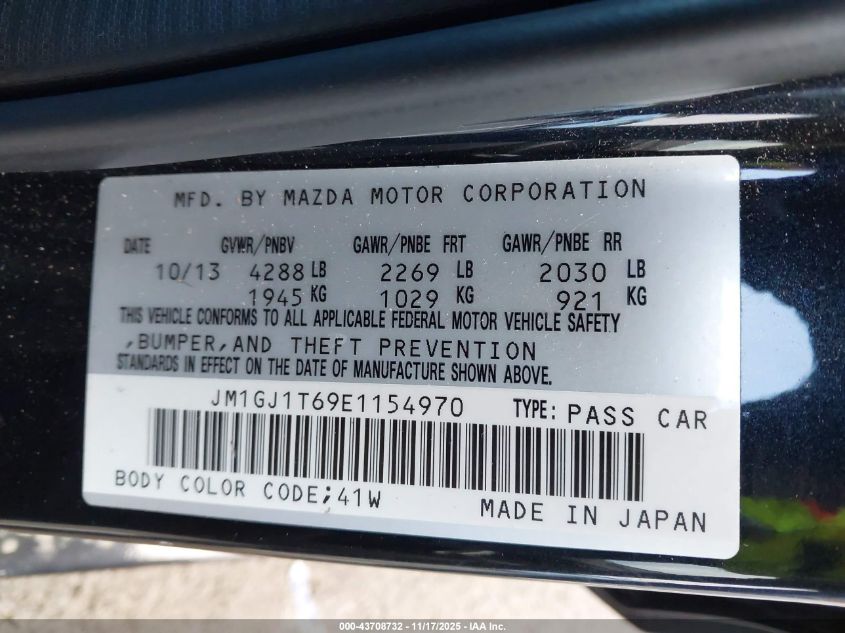 MFD. BY MAZDA MOTOR CORPORATION
DATE GVWR/PNBV GAWR/PNBE FRT GAWR/PNBE RR
10/13 4288 LB 2269 LB 2030 LB
1945 KG 1029 KG 921 KG
THIS VEHICLE CONFORMS TO ALL APPLICABLE FEDERAL MOTOR VEHICLE SAFETY
,BUMPER,AND THEFT PREVENTION
STANDARDS IN EFFECT ON THE DATE OF MANUFACTURE SHOWN ABOVE.
JM1GJ1T69E1154970 TYPE: PASS CAR
BODY COLOR CODE;41W MADE IN JAPAN
000-43708732 - 11/17/2025 - IAA Inc.